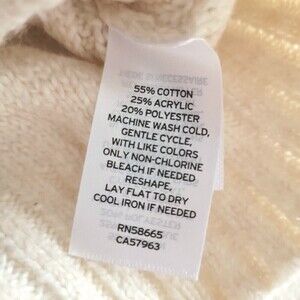 55% COTTON
25% ACRYLIC
20% POLYESTER
MACHINE WASH COLD,
GENTLE CYCLE,
WITH LIKE COLORS
ONLY NON-CHLORINE
BLEACH IF NEEDED
RESHAPE,
LAY FLAT TO DRY
COOL IRON IF NEEDED
RN58665
CA57963